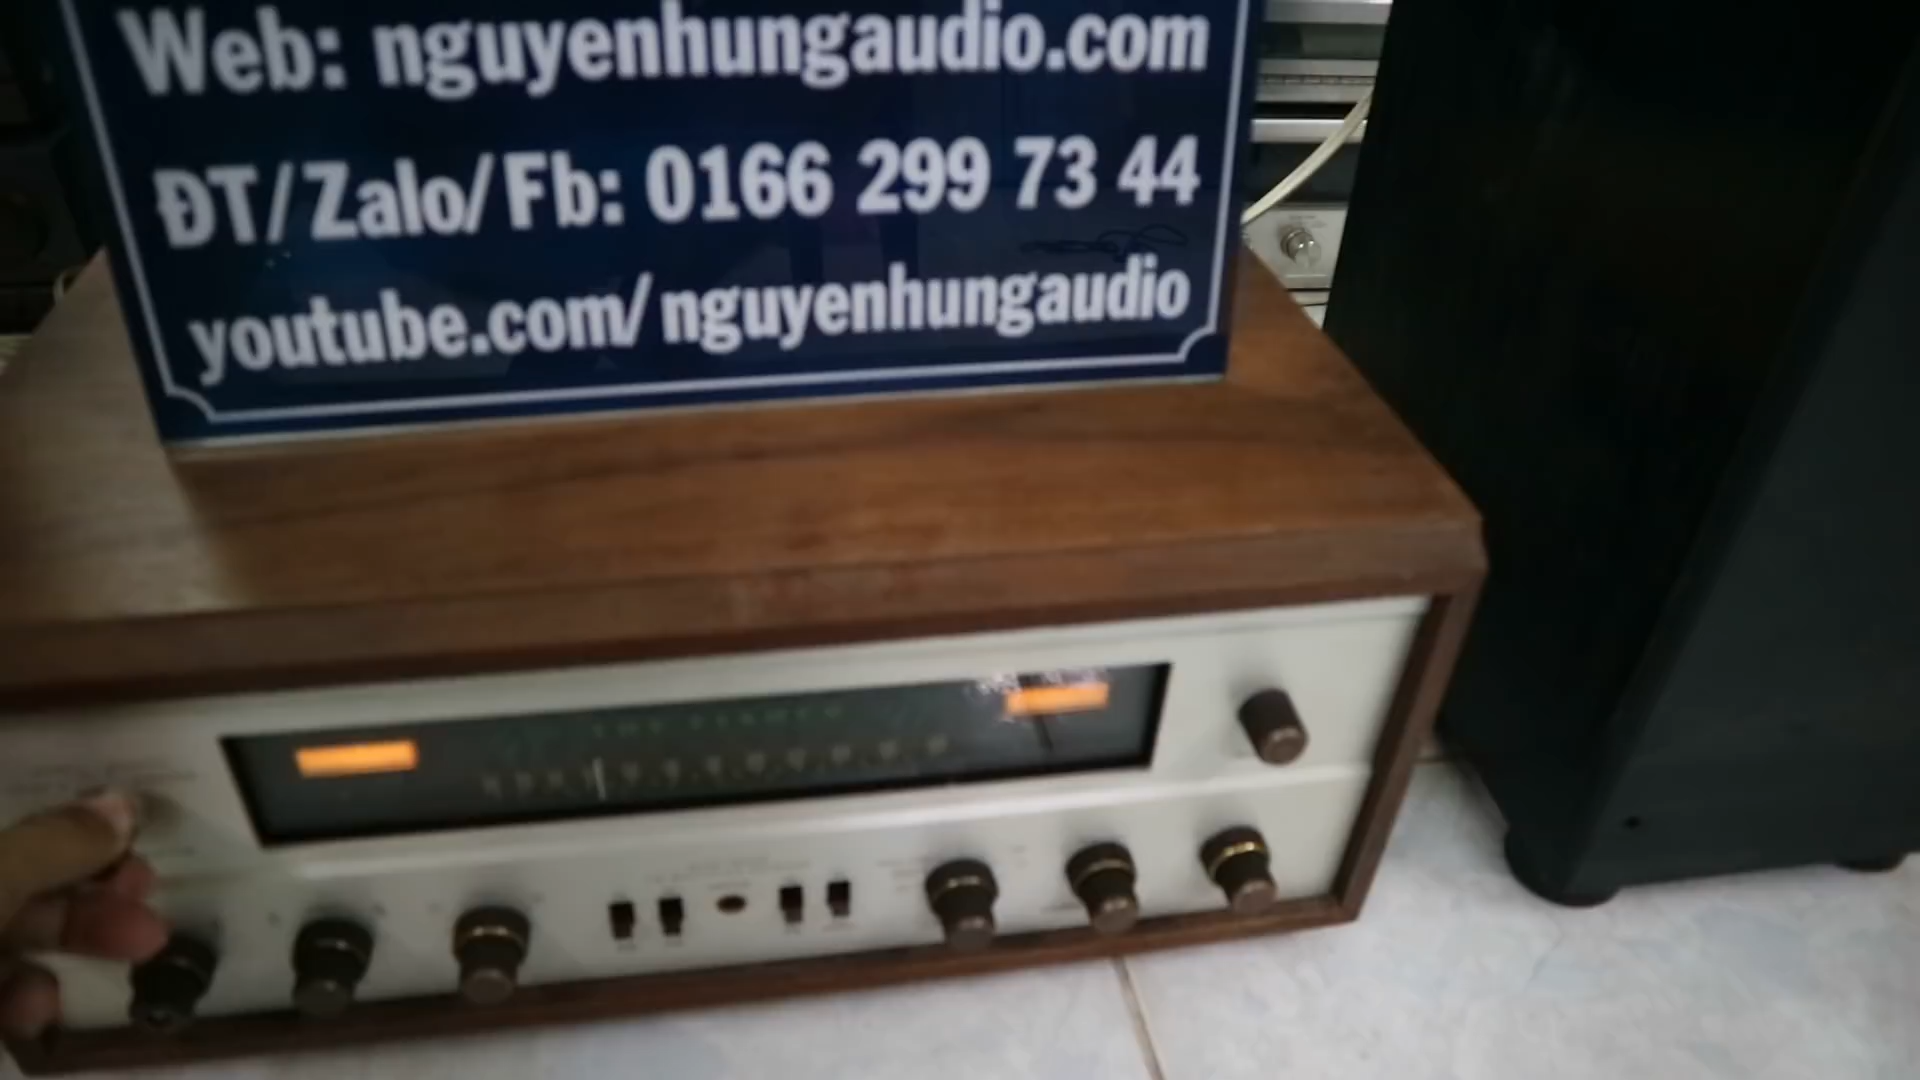 Web: nguyenhungaudio.com
ĐT/Zalo/Fb: 0166 299 73 44
youtube.com/nguyenhungaudio